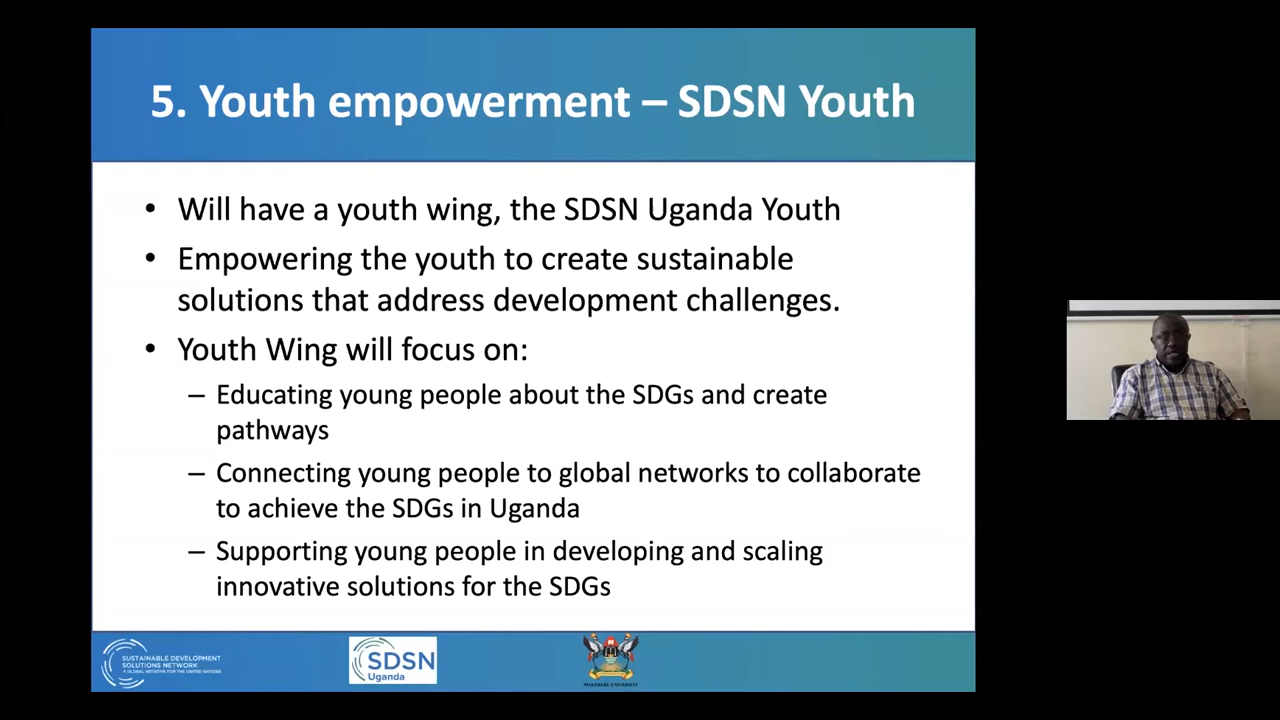 5. Youth empowerment – SDSN Youth
• Will have a youth wing, the SDSN Uganda Youth
• Empowering the youth to create sustainable
solutions that address development challenges.
• Youth Wing will focus on:
– Educating young people about the SDGs and create
pathways
– Connecting young people to global networks to collaborate
to achieve the SDGs in Uganda
– Supporting young people in developing and scaling
innovative solutions for the SDGs
SUSTAINABLE DEVELOPMENT
SOLUTIONS NETWORK
A GLOBAL INITIATIVE FOR THE UNITED NATIONS
SDSN
Uganda
MAKERERE UNIVERSITY